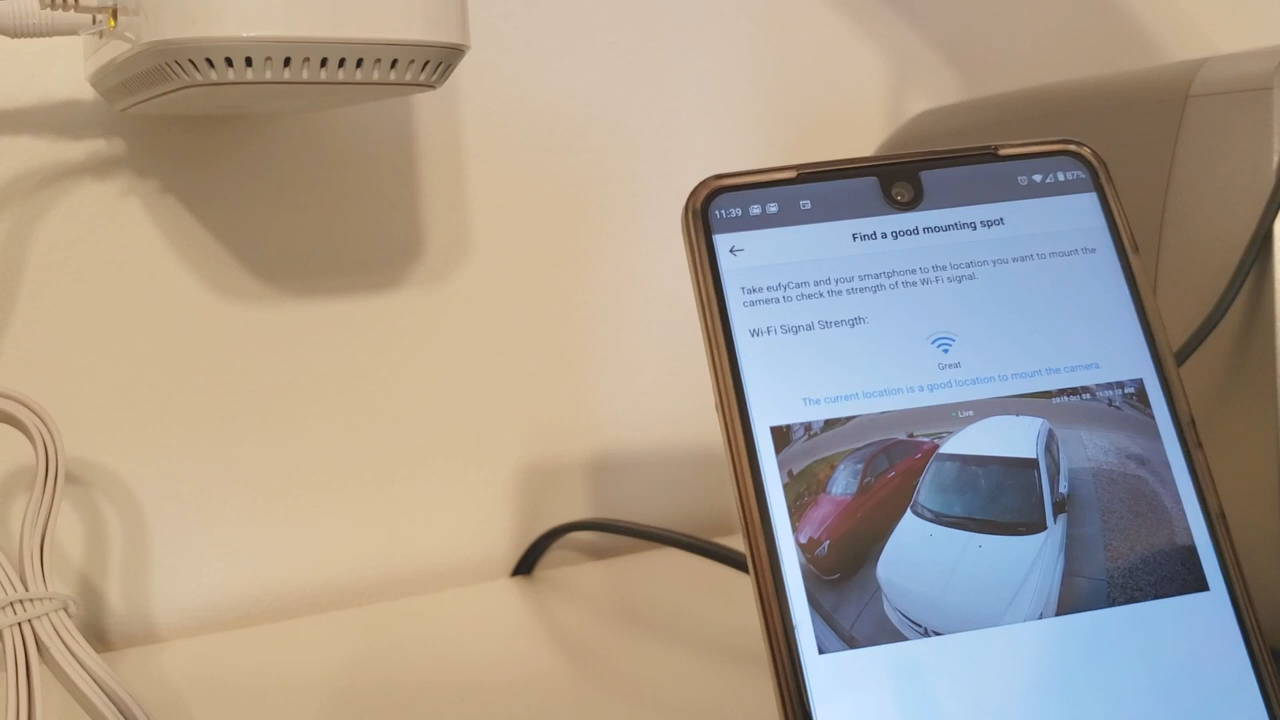 11:39
87%
Find a good mounting spot
Take eufyCam and your smartphone to the location you want to mount the
camera to check the strength of the Wi-Fi signal.
Wi-Fi Signal Strength:
Great
The current location is a good location to mount the camera.
Live